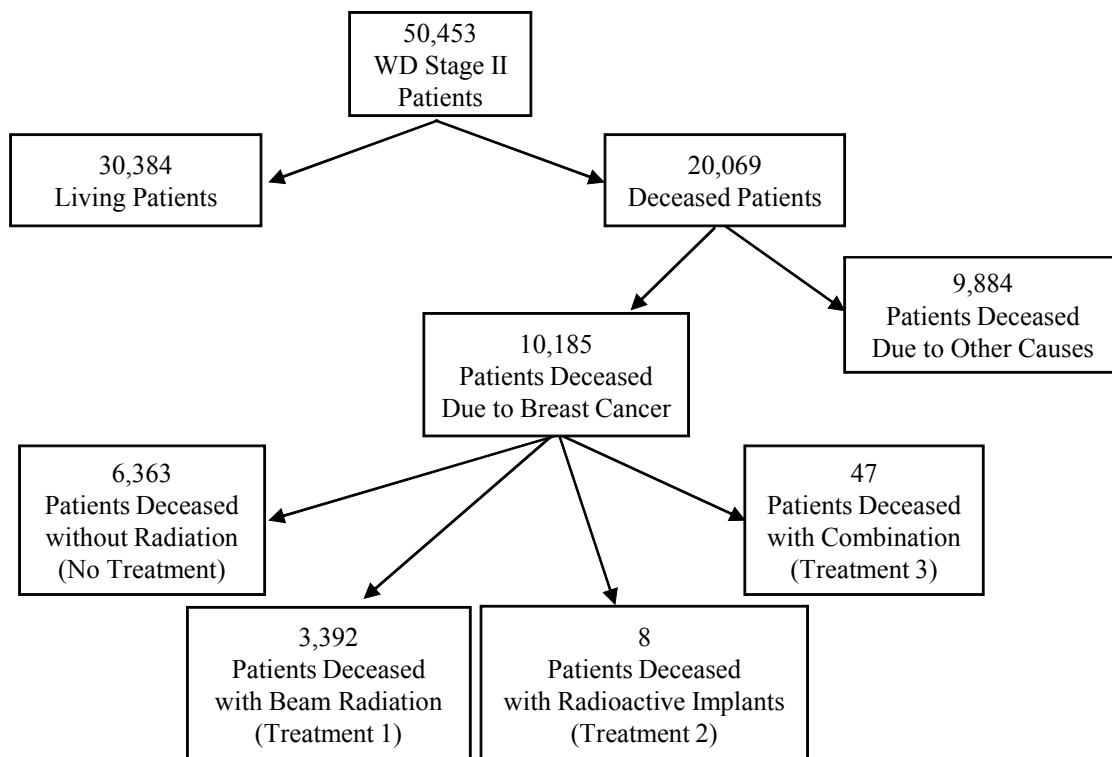 50,453
WD Stage II
Patients
30,384
Living Patients
20,069
Deceased Patients
9,884
Patients Deceased
Due to Other Causes
10,185
Patients Deceased
Due to Breast Cancer
6,363
Patients Deceased
without Radiation
(No Treatment)
47
Patients Deceased
with Combination
(Treatment 3)
3,392
Patients Deceased
with Beam Radiation
(Treatment 1)
8
Patients Deceased
with Radioactive Implants
(Treatment 2)